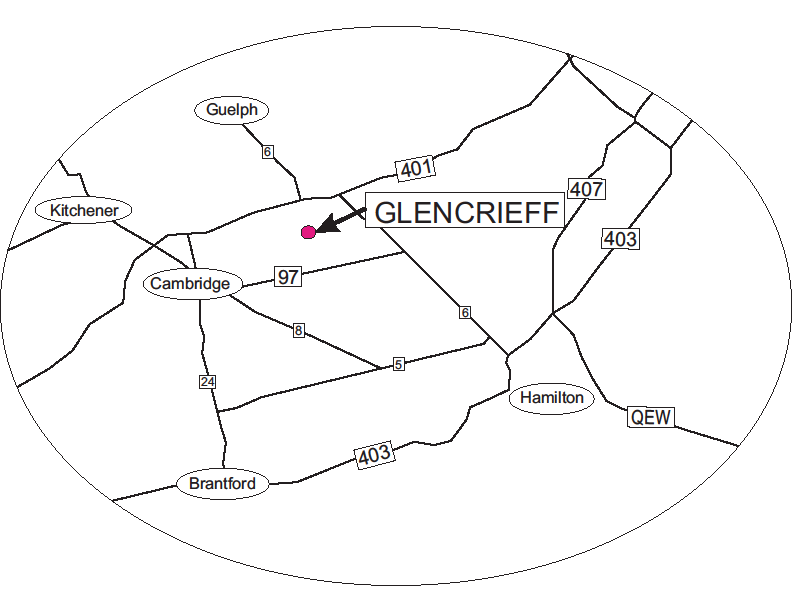 Guelph
6
401
407
Kitchener
GLENCRIEFF
403
97
Cambridge
6
8
5
24
Hamilton
QEW
403
Brantford